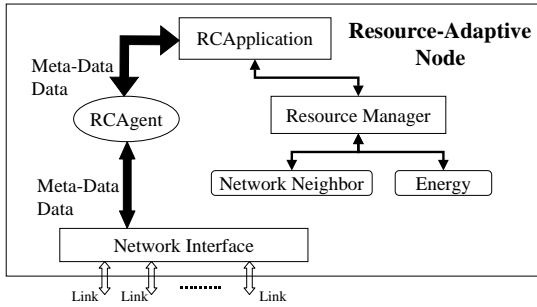 RCApplication
Resource-Adaptive
Node
Meta-Data
Data
RCAgent
Resource Manager
Meta-Data
Data
Network Neighbor
Energy
Network Interface
Link
Link
Link